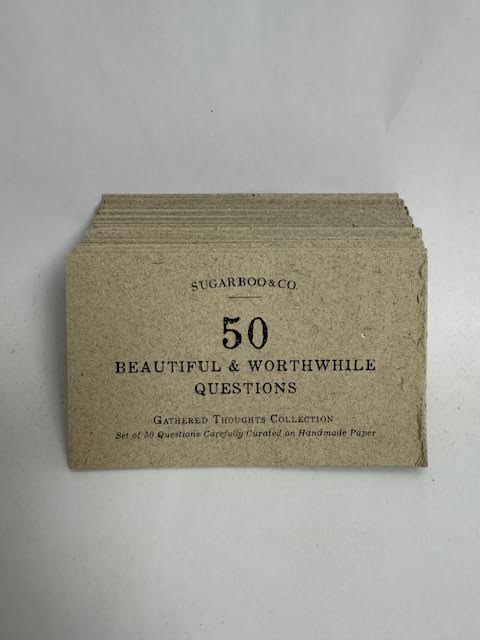 SUGARBOO & CO.
50
BEAUTIFUL & WORTHWHILE
QUESTIONS
GATHERED THOUGHTS COLLECTION
Set of 50 Questions Carefully Curated on Handmade Paper